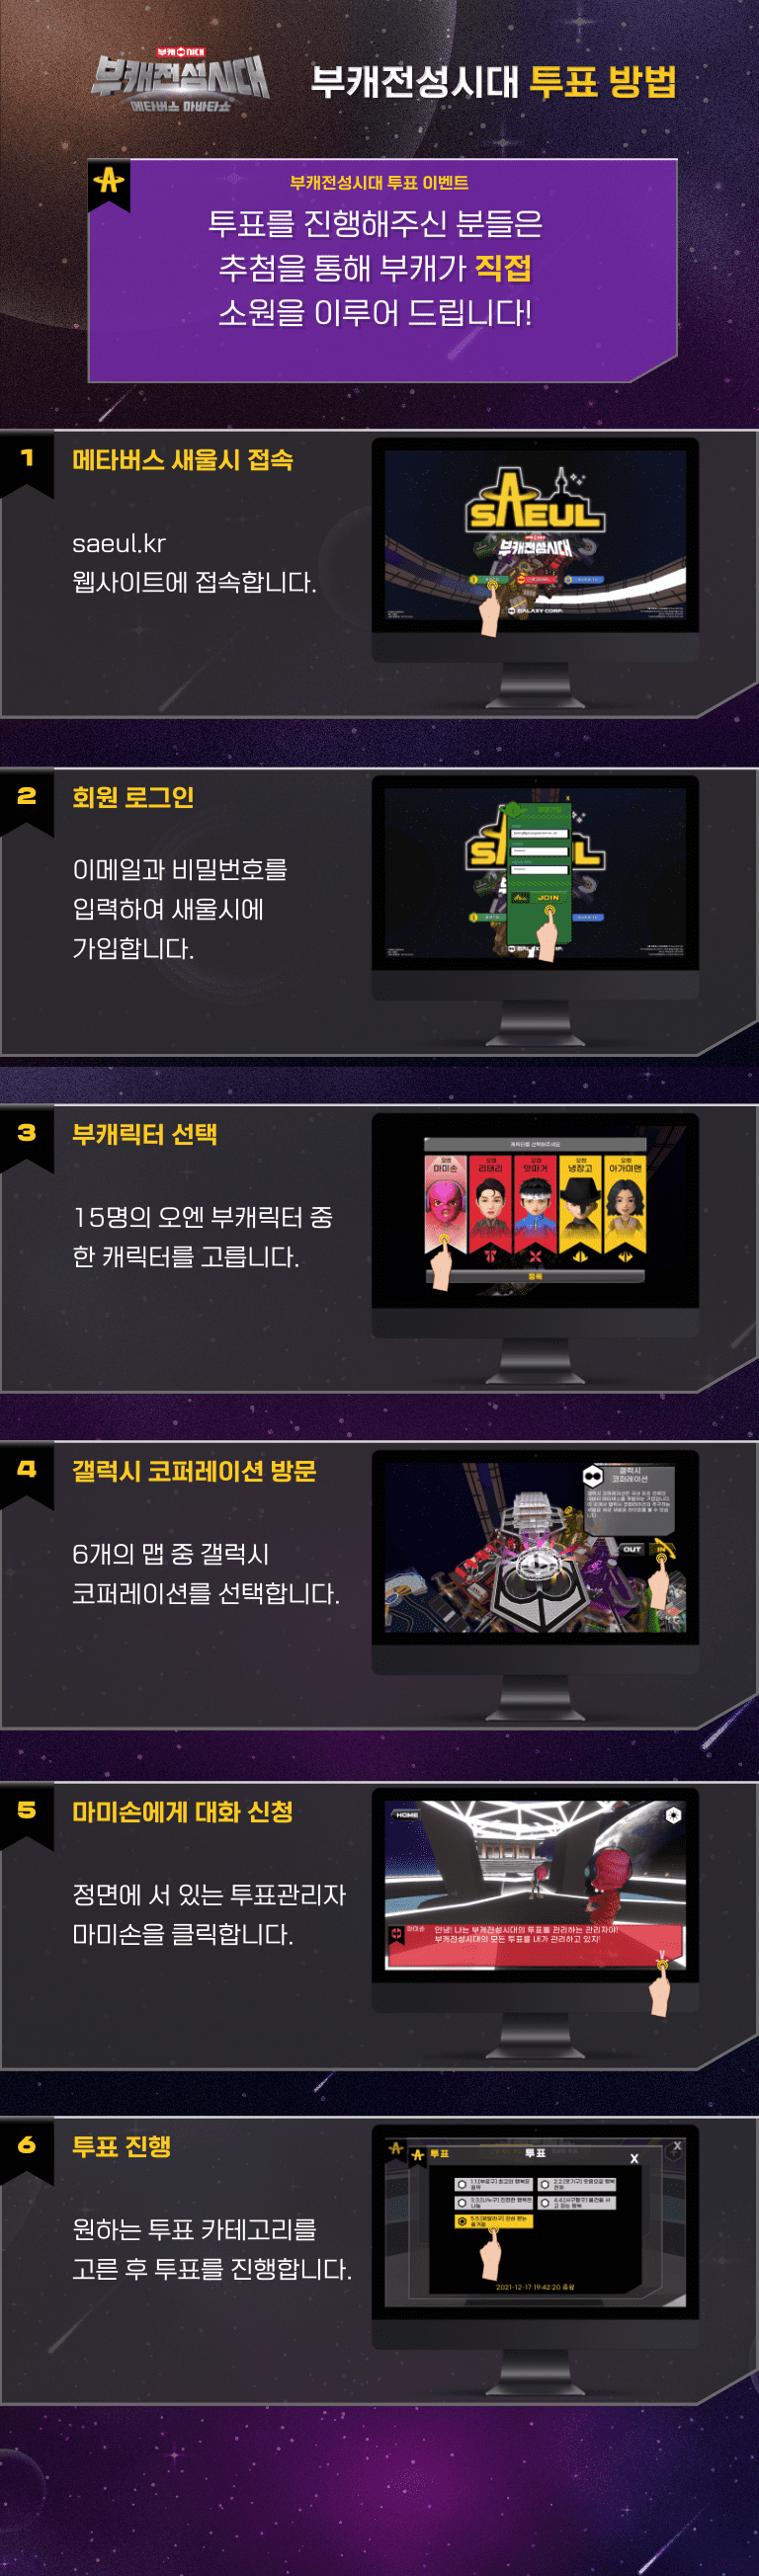 부캐전성시대
메타버스 마바타쇼
부캐전성시대 투표 방법
부캐전성시대 투표 이벤트
투표를 진행해주신 분들은
추첨을 통해 부캐가 직접
소원을 이루어 드립니다!
1
메타버스 새울시 접속
saeul.kr
웹사이트에 접속합니다.
SAEUL
부캐전성시대
GALAXY CORP.
2
회원 로그인
이메일과 비밀번호를
입력하여 새울시에
가입합니다.
JOIN
3
부캐릭터 선택
15명의 오엔 부캐릭터 중
한 캐릭터를 고릅니다.
캐릭터를 선택해주세요
마미손
냉장고
아가미맨
4
갤럭시 코퍼레이션 방문
6개의 맵 중 갤럭시
코퍼레이션를 선택합니다.
갤럭시
코퍼레이션
OUT
IN
5
마미손에게 대화 신청
정면에 서 있는 투표관리자
마미손을 클릭합니다.
HOME
마미손
안녕! 나는 부캐전성시대의 투표를 관리하는 관리자야!
부캐전성시대의 모든 투표를 내가 관리하고 있지!
6
투표 진행
원하는 투표 카테고리를
고른 후 투표를 진행합니다.
투표
투표
X
X
2021-12-17 19:42:20 종료